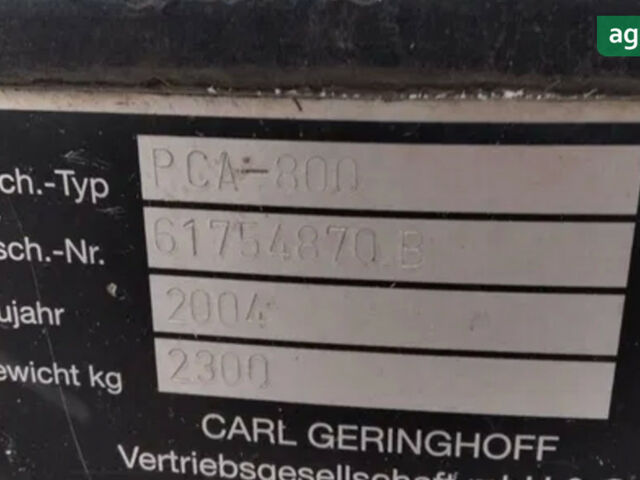 ag
ch.-Typ PCA-800
sch.-Nr. 61754870 B
ujahr 2004
ewicht kg 2300
CARL GERINGHOFF
Vertriebsgesellschaft